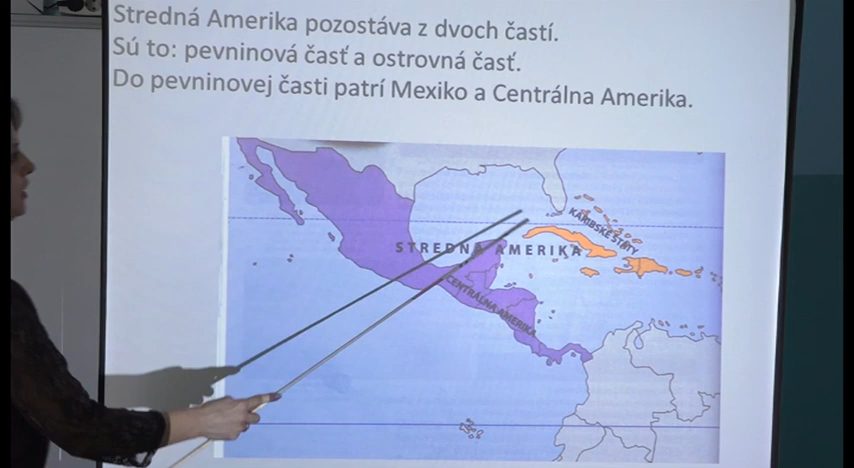 Stredná Amerika pozostáva z dvoch častí.
Sú to: pevninová časť a ostrovná časť.
Do pevninovej časti patrí Mexiko a Centrálna Amerika.
KARIBSKÉ ŠTÁTY
STREDNÁ AMERIKA
CENTRÁLNA AMERIKA